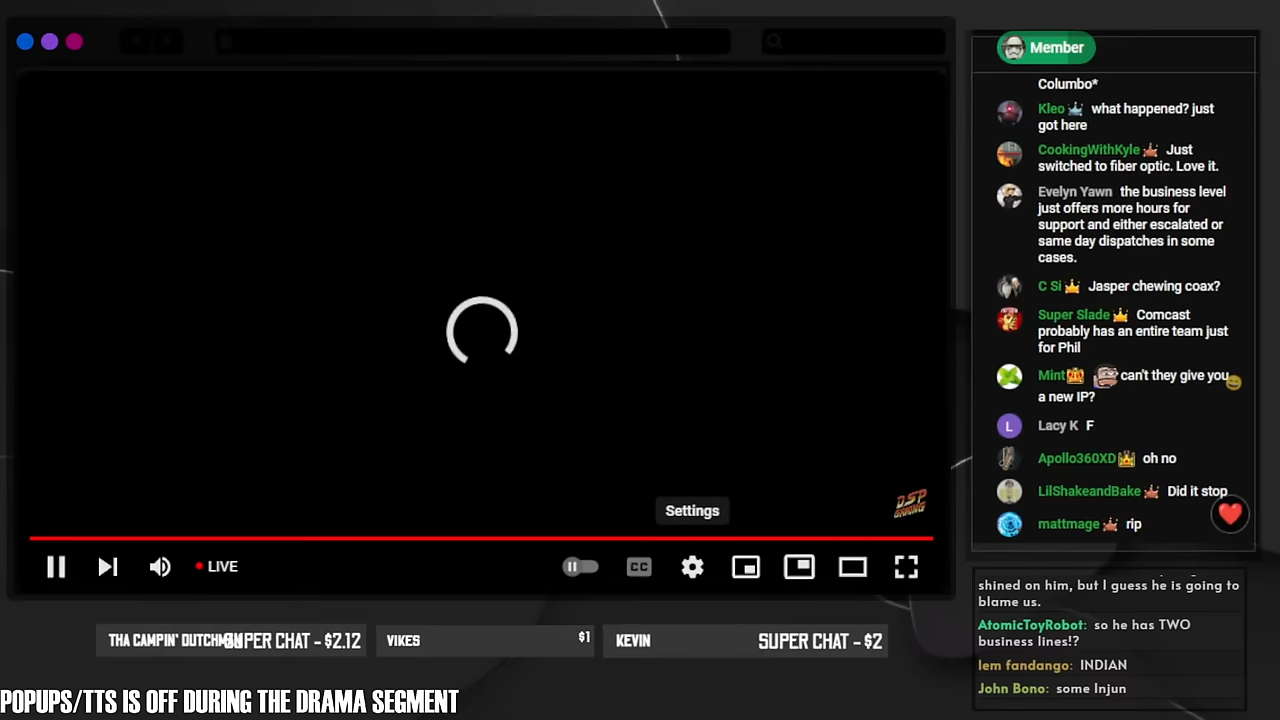 Member
Columbo*
Kleo what happened? just
got here
CookingWithKyle Just
switched to fiber optic. Love it.
Evelyn Yawn the business level
just offers more hours for
support and either escalated or
same day dispatches in some
cases.
C Si Jasper chewing coax?
Super Slade Comcast
probably has an entire team just
for Phil
Mint can't they give you
a new IP?
L Lacy K F
Apollo360XD oh no
LilShakeandBake Did it stop
mattmage rip
Settings
DSP
GAMING
LIVE
CC
shined on him, but I guess he is going to
blame us.
AtomicToyRobot: so he has TWO
business lines!?
lem fandango: INDIAN
John Bono: some Injun
THA CAMPIN' DUTCHMAN SUPER CHAT - $2.12
VIKES $1
KEVIN SUPER CHAT - $2
POPUPS/TTS IS OFF DURING THE DRAMA SEGMENT